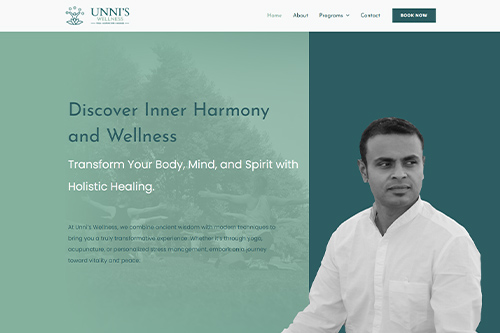 UNNI'S
WELLNESS
Home About Programs Contact BOOK NOW
Discover Inner Harmony
and Wellness
Transform Your Body, Mind, and Spirit with
Holistic Healing.
At Unni's Wellness, we combine ancient wisdom with modern techniques to
bring you a truly transformative experience. Whether it's through yoga,
acupuncture, or personalized stress management, embark on a journey
toward vitality and peace.